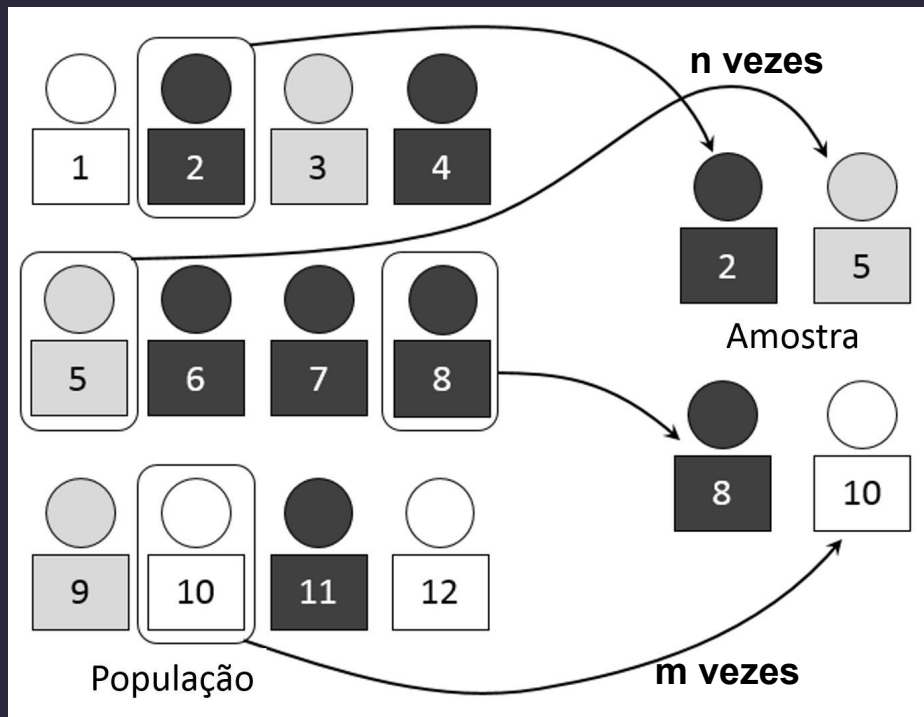 n vezes
1 2 3 4
2 5
Amostra
5 6 7 8
8 10
9 10 11 12
População
m vezes